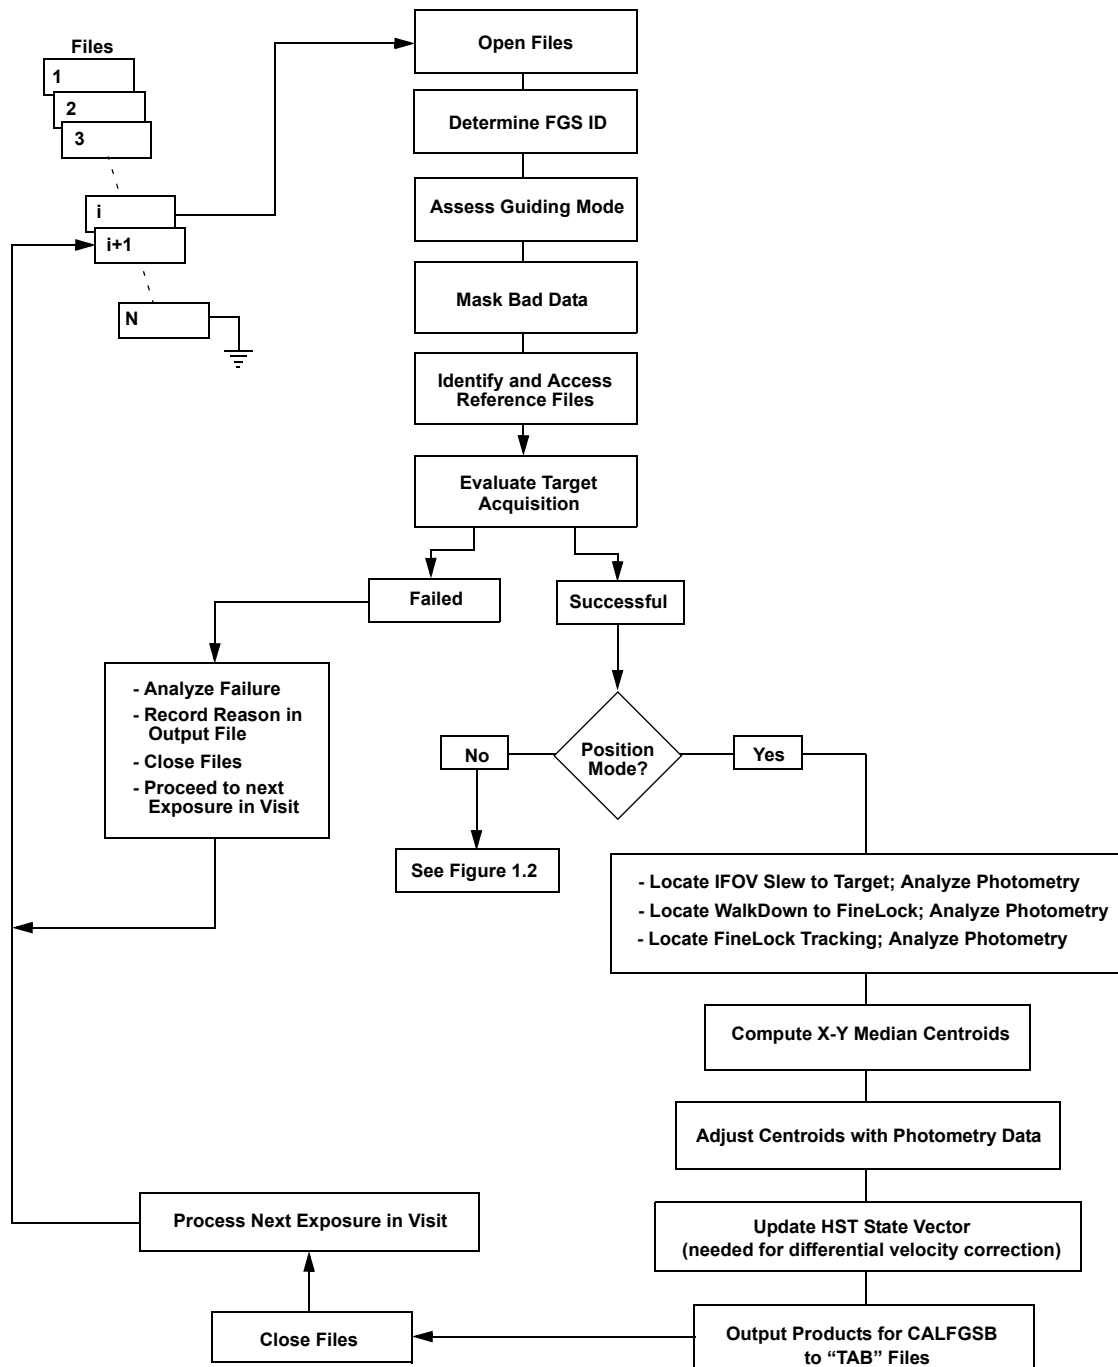 Files
1
2
3
i
i+1
N
Open Files
Determine FGS ID
Assess Guiding Mode
Mask Bad Data
Identify and Access
Reference Files
Evaluate Target
Acquisition
Failed
Successful
- Analyze Failure
- Record Reason in
Output File
- Close Files
- Proceed to next
Exposure in Visit
No
Position
Mode?
Yes
See Figure 1.2
- Locate IFOV Slew to Target; Analyze Photometry
- Locate WalkDown to FineLock; Analyze Photometry
- Locate FineLock Tracking; Analyze Photometry
Compute X-Y Median Centroids
Adjust Centroids with Photometry Data
Update HST State Vector
(needed for differential velocity correction)
Output Products for CALFGSB
to “TAB” Files
Close Files
Process Next Exposure in Visit